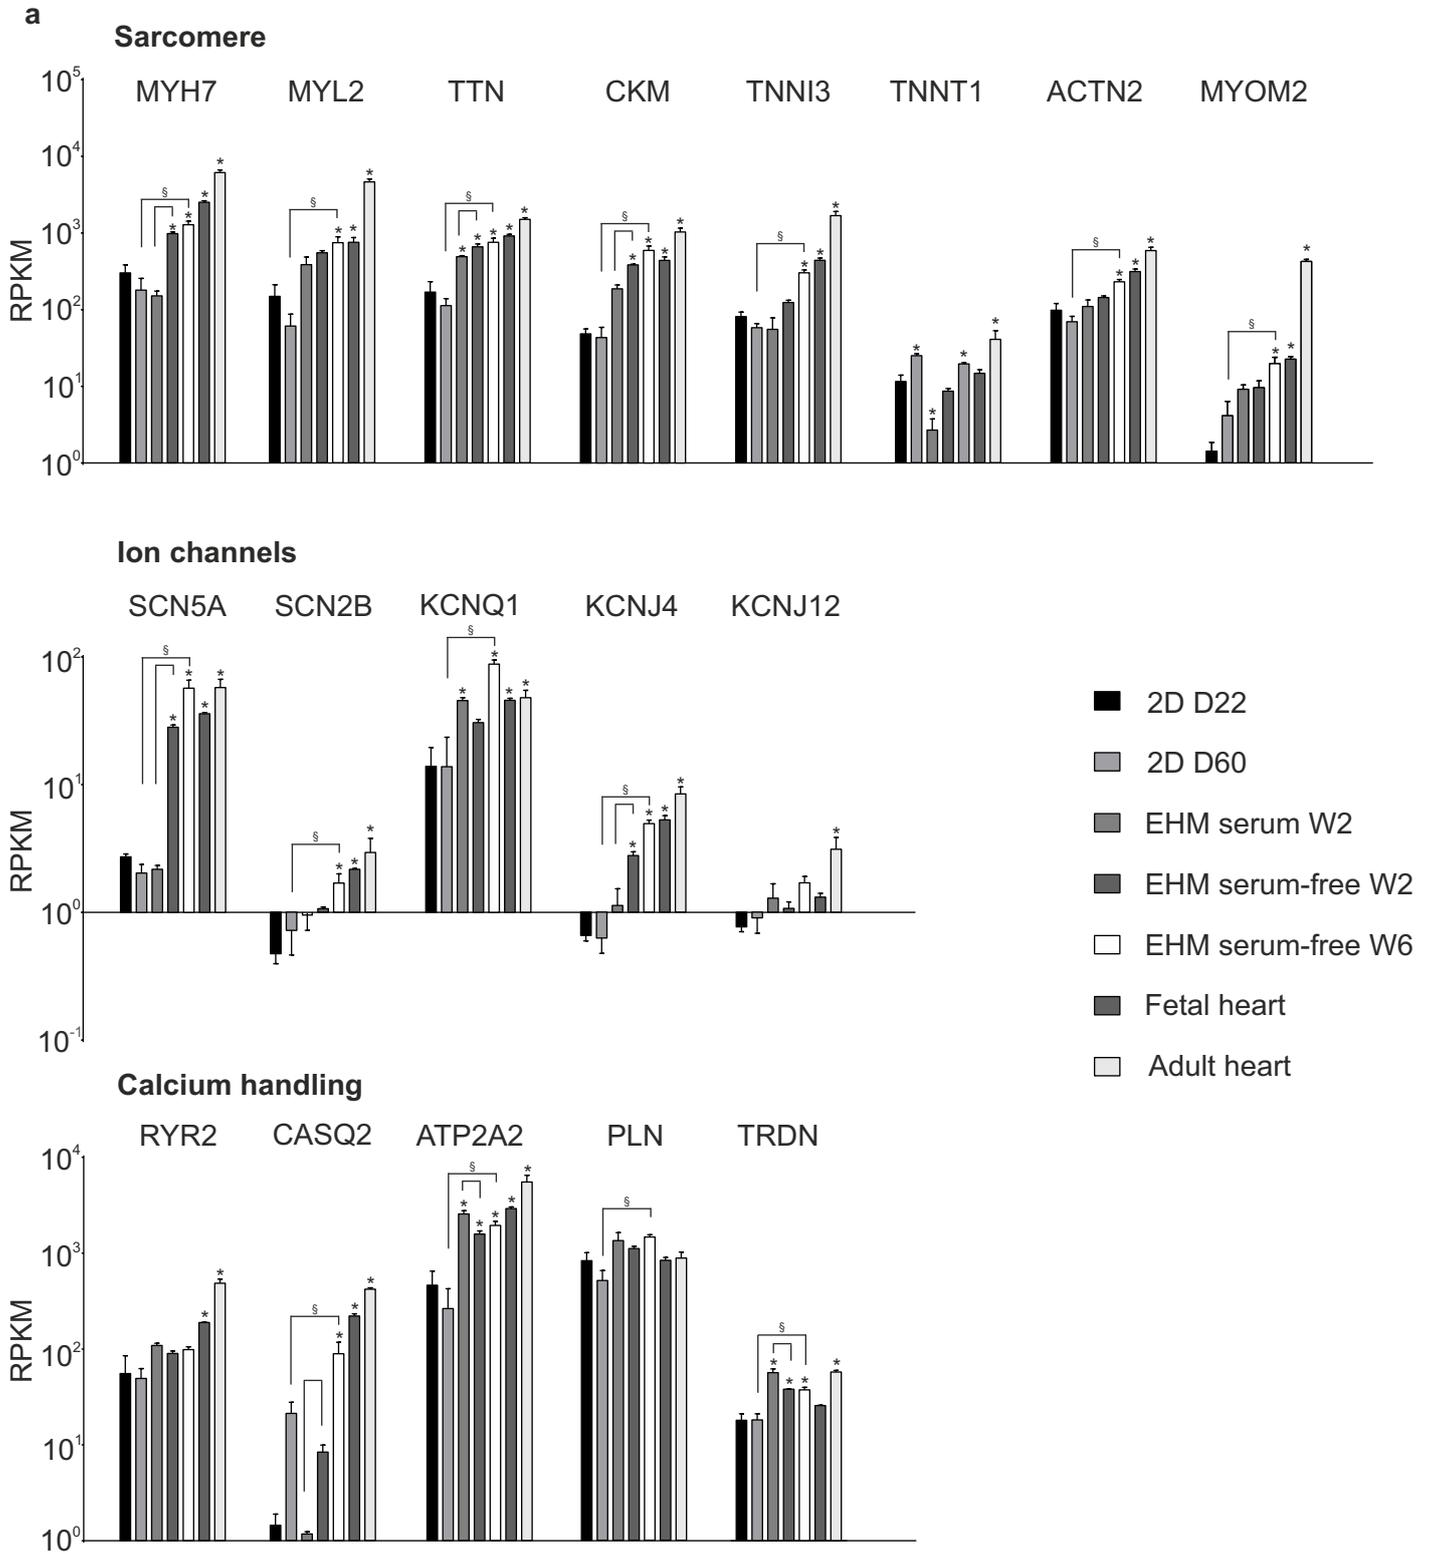 a
Sarcomere
MYH7 MYL2 TTN CKM TNNI3 TNNT1 ACTN2 MYOM2
RPKM
10^5
10^4
10^3
10^2
10^1
10^0
* * * * § * * * § * * * * * § * * * * § * * * § * * * * * * * § * * * §
Ion channels
SCN5A SCN2B KCNQ1 KCNJ4 KCNJ12
RPKM
10^2
10^1
10^0
10^-1
* * * * § * * * § * * * * § * * * * § *
2D D22
2D D60
EHM serum W2
EHM serum-free W2
EHM serum-free W6
Fetal heart
Adult heart
Calcium handling
RYR2 CASQ2 ATP2A2 PLN TRDN
RPKM
10^4
10^3
10^2
10^1
10^0
* * § * * * § * * * * * § § * * * *